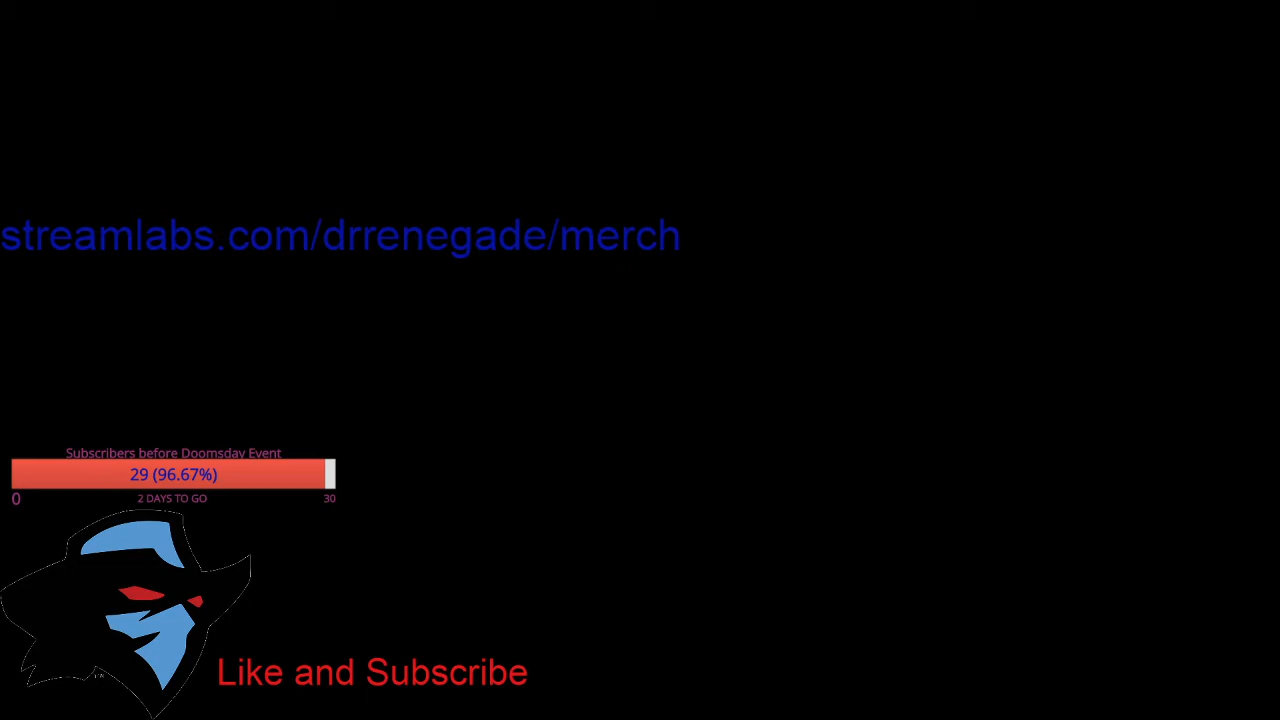 streamlabs.com/drrenegade/merch
Subscribers before Doomsday Event
29 (96.67%)
0 2 DAYS TO GO 30
Like and Subscribe